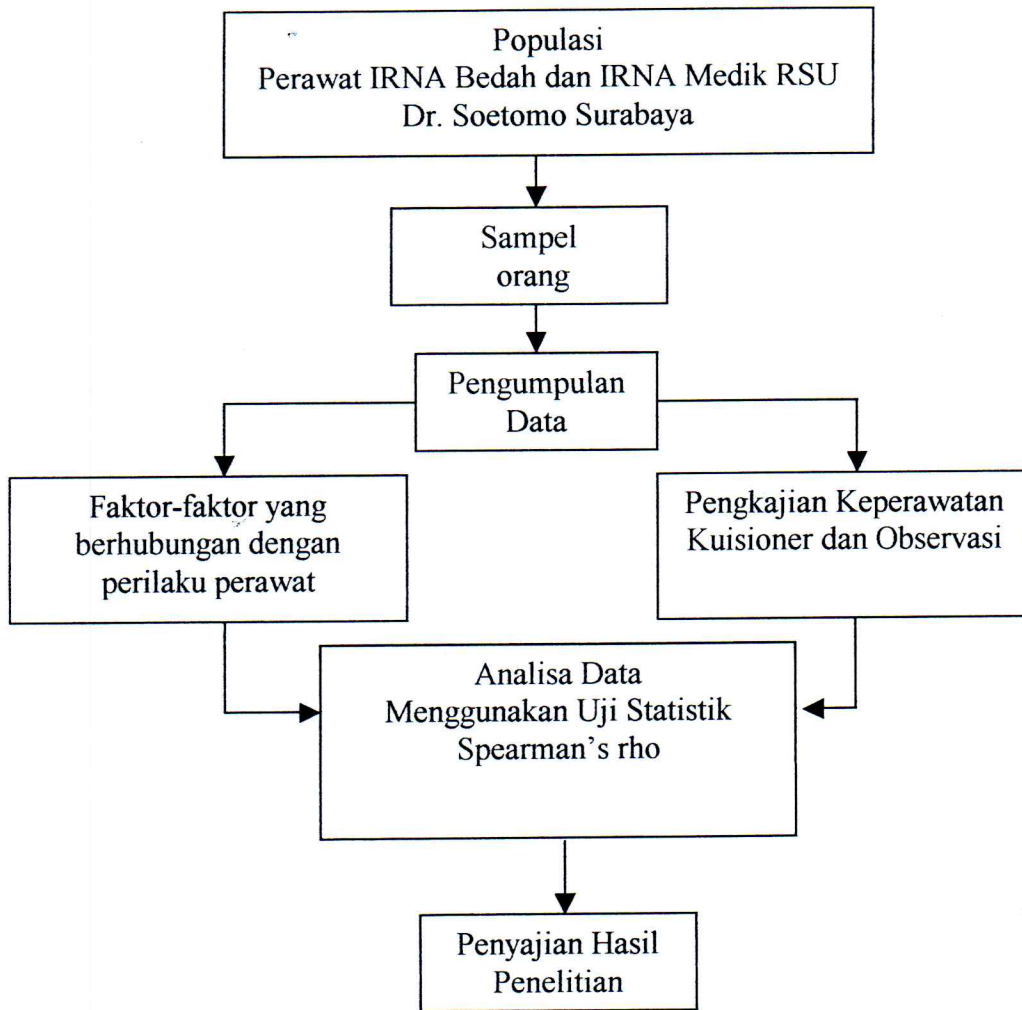 Populasi
Perawat IRNA Bedah dan IRNA Medik RSU
Dr. Soetomo Surabaya
Sampel
orang
Pengumpulan
Data
Faktor-faktor yang
berhubungan dengan
perilaku perawat
Pengkajian Keperawatan
Kuisioner dan Observasi
Analisa Data
Menggunakan Uji Statistik
Spearman's rho
Penyajian Hasil
Penelitian